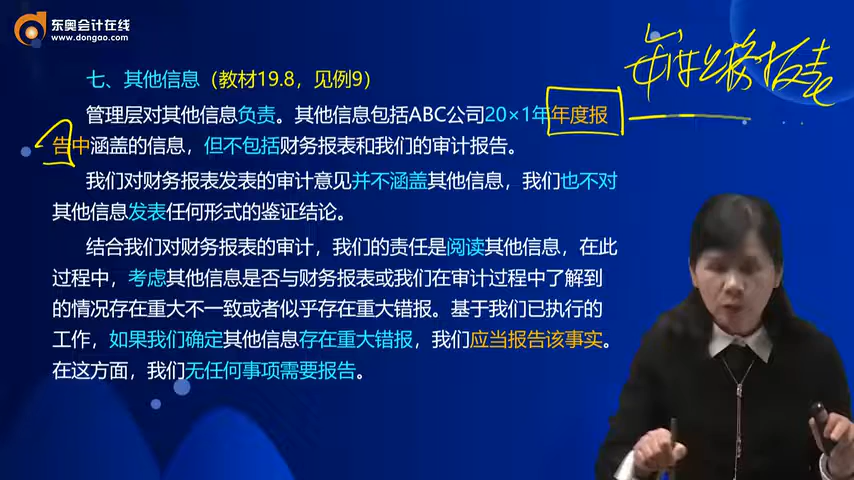 东奥会计在线
www.dongao.com
七、其他信息（教材19.8，见例9）
管理层对其他信息负责。其他信息包括ABC公司20×1年年度报
告中涵盖的信息，但不包括财务报表和我们的审计报告。
我们对财务报表发表的审计意见并不涵盖其他信息，我们也不对
其他信息发表任何形式的鉴证结论。
结合我们对财务报表的审计，我们的责任是阅读其他信息，在此
过程中，考虑其他信息是否与财务报表或我们在审计过程中了解到
的情况存在重大不一致或者似乎存在重大错报。基于我们已执行的
工作，如果我们确定其他信息存在重大错报，我们应当报告该事实。
在这方面，我们无任何事项需要报告。